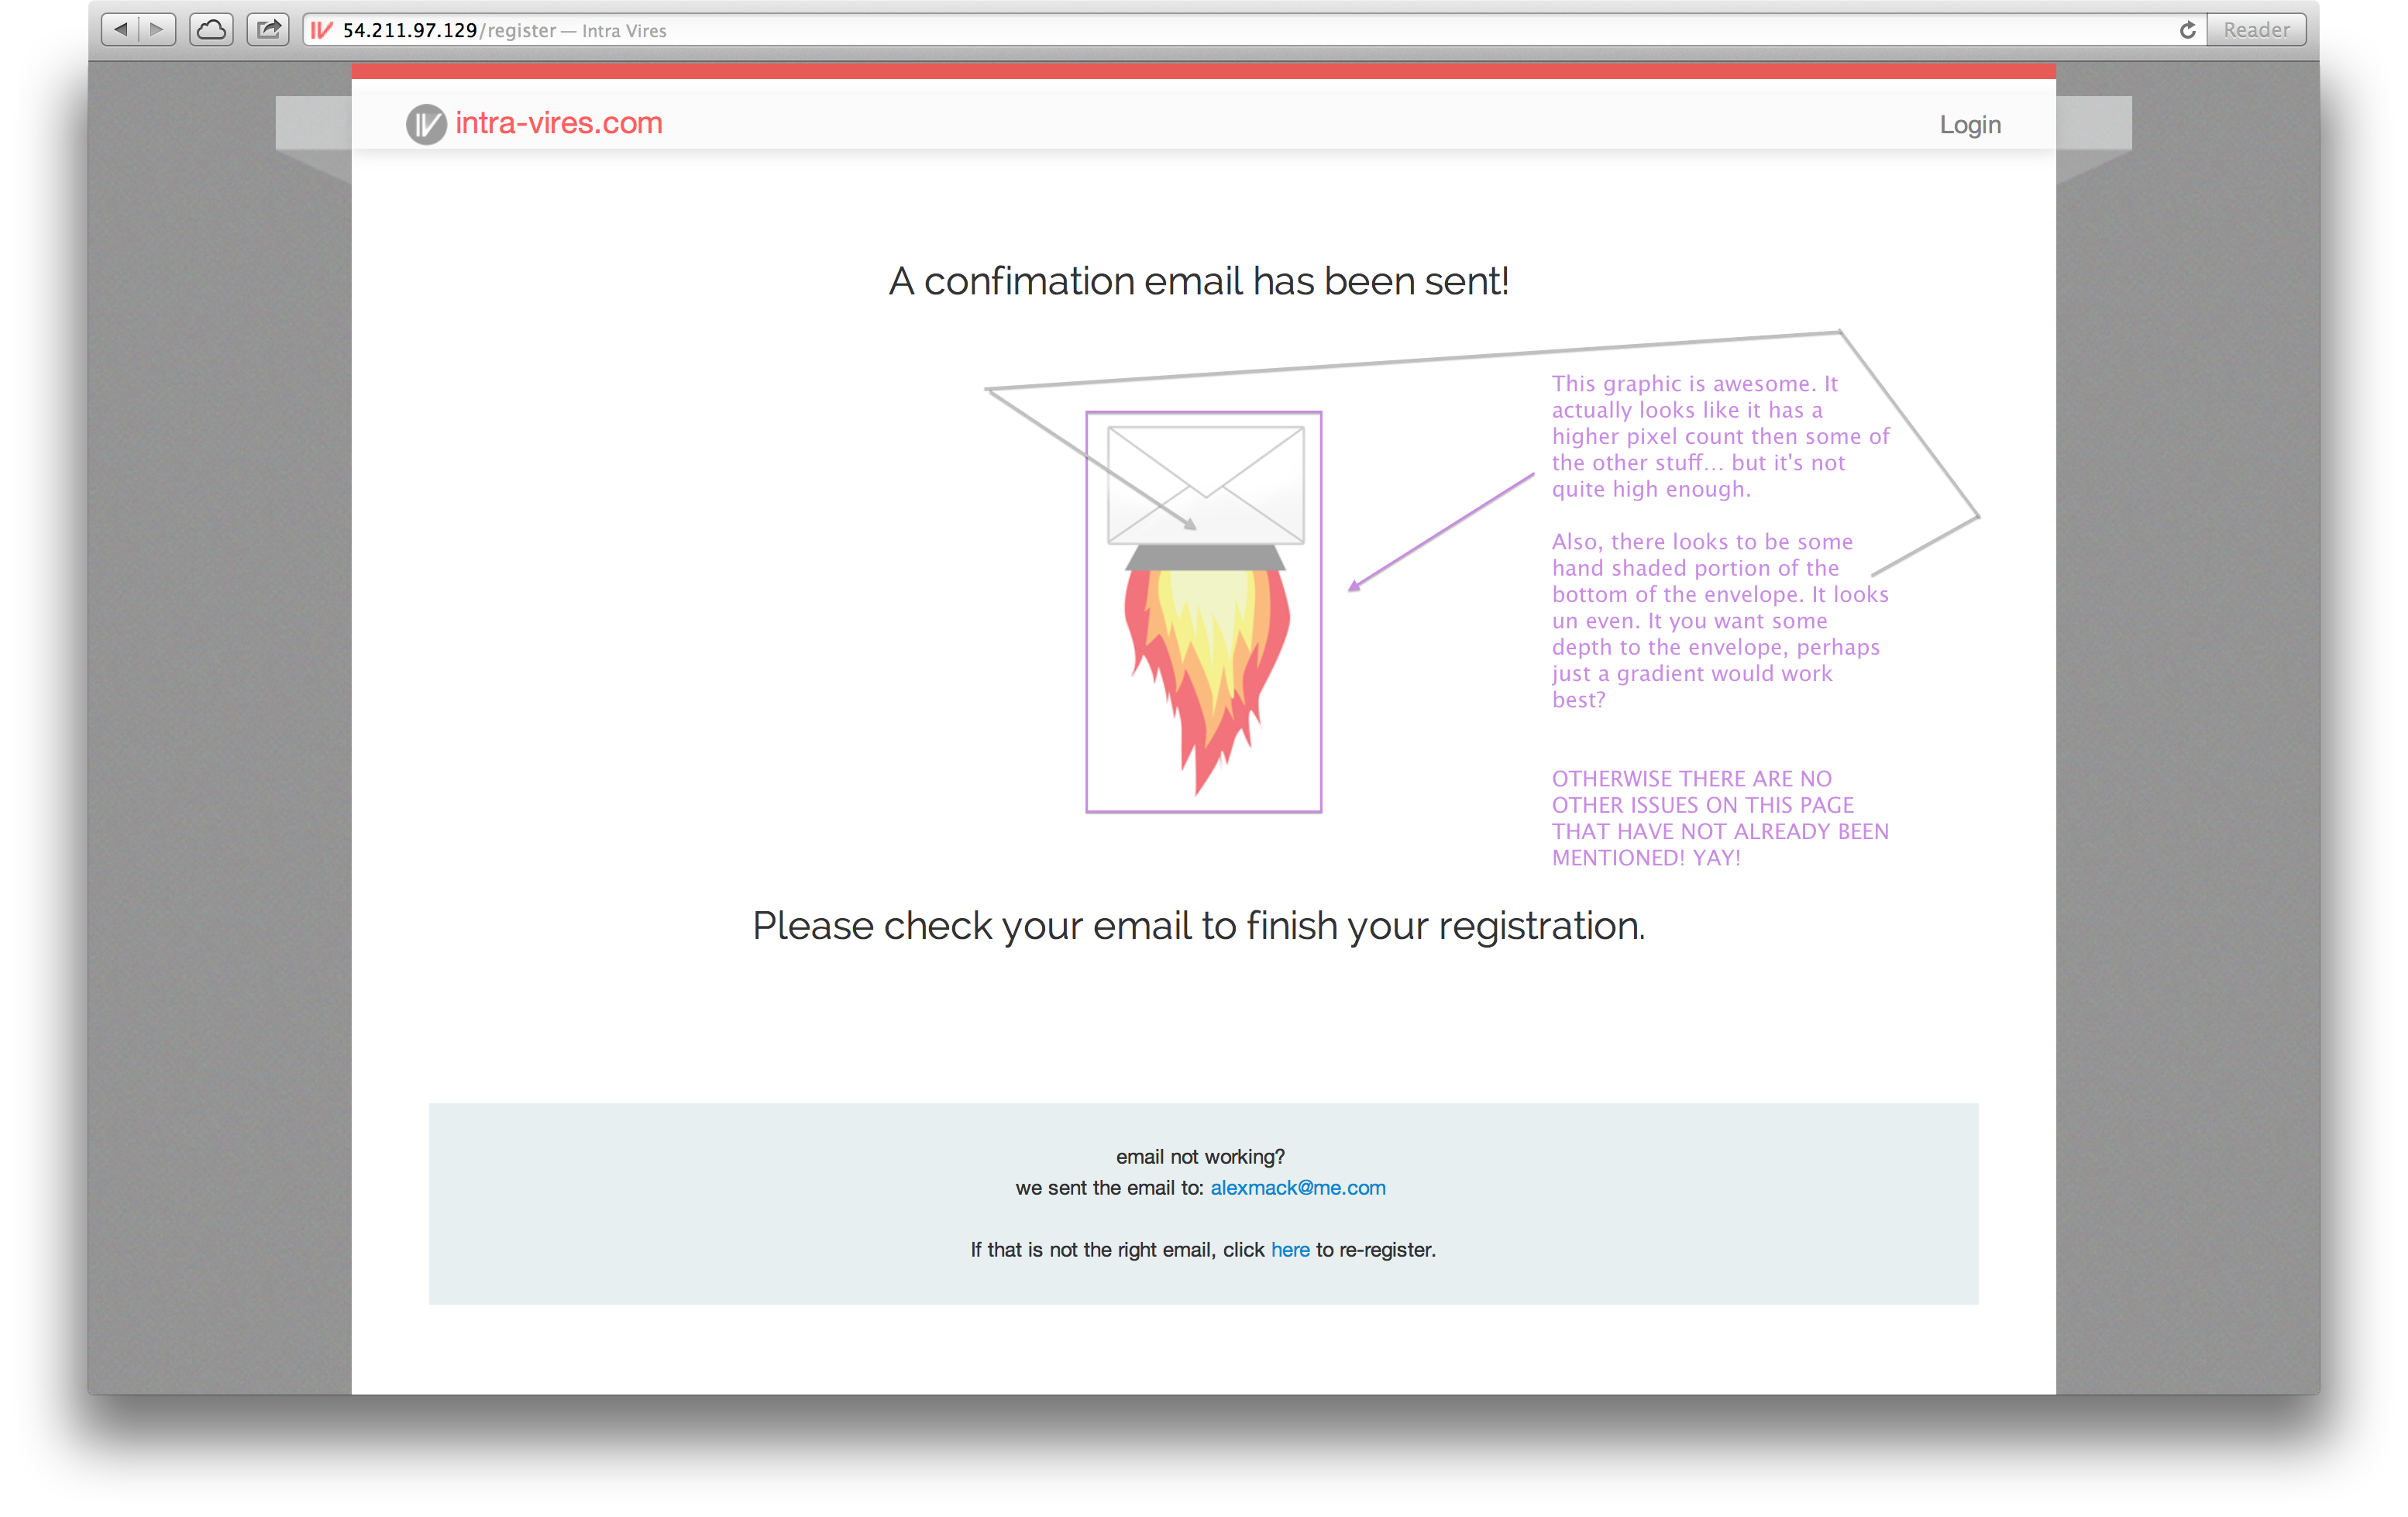 54.211.97.129/register — Intra Vires
Reader
IV intra-vires.com
Login
A confimation email has been sent!
This graphic is awesome. It
actually looks like it has a
higher pixel count then some of
the other stuff... but it's not
quite high enough.
Also, there looks to be some
hand shaded portion of the
bottom of the envelope. It looks
un even. It you want some
depth to the envelope, perhaps
just a gradient would work
best?
OTHERWISE THERE ARE NO
OTHER ISSUES ON THIS PAGE
THAT HAVE NOT ALREADY BEEN
MENTIONED! YAY!
Please check your email to finish your registration.
email not working?
we sent the email to: alexmack@me.com
If that is not the right email, click here to re-register.